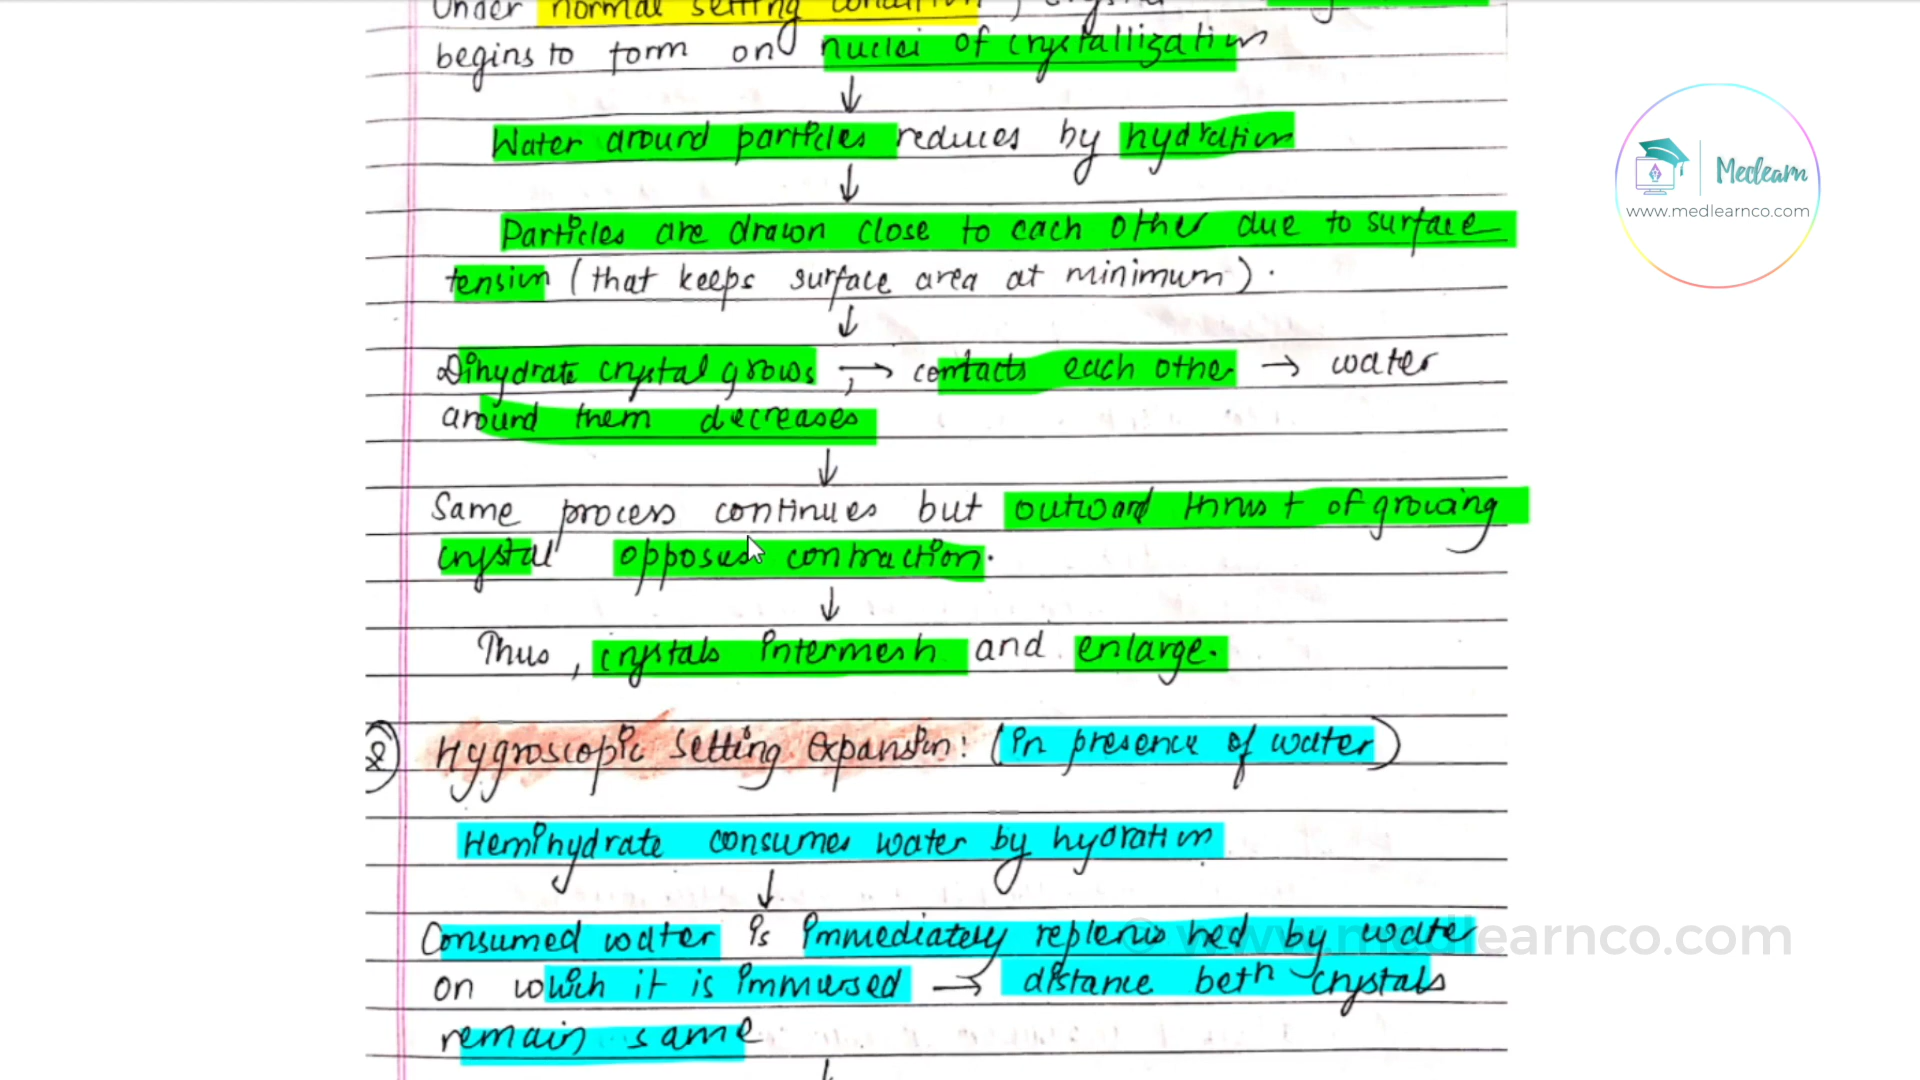 Under normal setting condition, crystal
begins to form on nuclei of crystallization
↓
Water around particles reduces by hydration
↓
Particles are drawn close to each other due to surface
tension (that keeps surface area at minimum).
↓
Dihydrate crystal grows, → contacts each other → water
around them decreases
↓
Same process continues but outward thrust of growing
crystal opposes contraction.
↓
Thus, crystals intermesh and enlarge.
② Hygroscopic setting expansion: (in presence of water)
Hemihydrate consumes water by hydration
↓
Consumed water is immediately replenished by water
on which it is immersed → distance betn crystals
remain same
Medlearn
www.medlearnco.com
© www.medlearnco.com